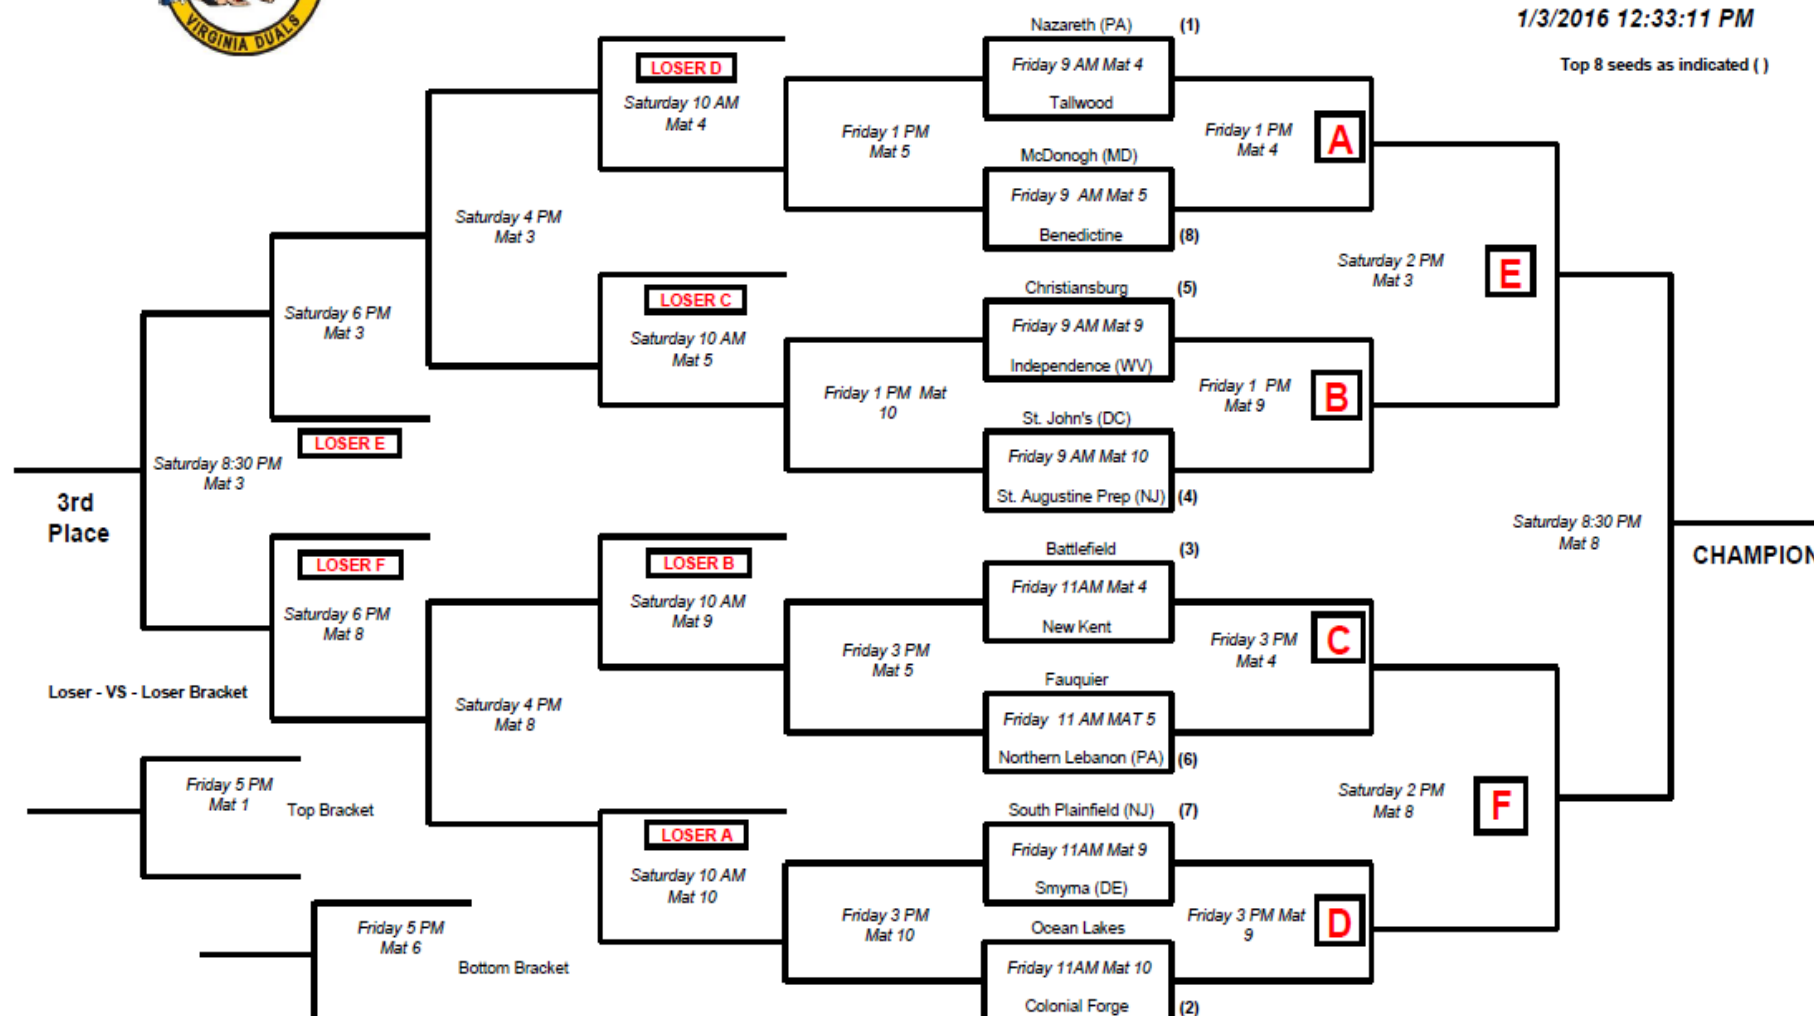 VIRGINIA DUALS
1/3/2016 12:33:11 PM
Top 8 seeds as indicated ( )
Nazareth (PA) (1)
Friday 9 AM Mat 4
Tallwood
McDonogh (MD)
Friday 9 AM Mat 5
Benedictine (8)
Christiansburg (5)
Friday 9 AM Mat 9
Independence (WV)
St. John's (DC)
Friday 9 AM Mat 10
St. Augustine Prep (NJ) (4)
Battlefield (3)
Friday 11AM Mat 4
New Kent
Fauquier
Friday 11 AM MAT 5
Northern Lebanon (PA) (6)
South Plainfield (NJ) (7)
Friday 11AM Mat 9
Smyrna (DE)
Ocean Lakes
Friday 11AM Mat 10
Colonial Forge (2)
Friday 1 PM
Mat 4
A
Friday 1 PM
Mat 9
B
Friday 3 PM
Mat 4
C
Friday 3 PM Mat
9
D
Saturday 2 PM
Mat 3
E
Saturday 2 PM
Mat 8
F
Saturday 8:30 PM
Mat 8
CHAMPION
Friday 1 PM
Mat 5
Friday 1 PM Mat
10
Friday 3 PM
Mat 5
Friday 3 PM
Mat 10
LOSER D
Saturday 10 AM
Mat 4
LOSER C
Saturday 10 AM
Mat 5
LOSER B
Saturday 10 AM
Mat 9
LOSER A
Saturday 10 AM
Mat 10
Saturday 4 PM
Mat 3
Saturday 4 PM
Mat 8
Saturday 6 PM
Mat 3
LOSER E
LOSER F
Saturday 6 PM
Mat 8
Saturday 8:30 PM
Mat 3
3rd
Place
Loser - VS - Loser Bracket
Friday 5 PM
Mat 1
Top Bracket
Friday 5 PM
Mat 6
Bottom Bracket